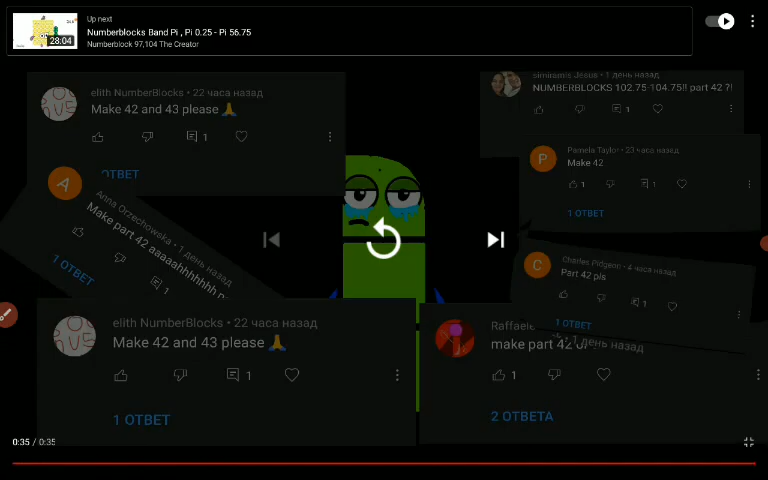 Up next
Numberblocks Band Pi , Pi 0.25 - Pi 56.75
Numberblock 97,104 The Creator
28:04
elith NumberBlocks • 22 часа назад
Make 42 and 43 please 🙏
1
ОТВЕТ
A
Anna Orzechowska • 1 день назад
Make part 42 aaaaahhhhhhh
1
1 ОТВЕТ
elith NumberBlocks • 22 часа назад
Make 42 and 43 please 🙏
1
1 ОТВЕТ
Jesus • 1 день назад
NUMBERBLOCKS 102.75-104.75!! part 42 ?!
1
P
Pamela Taylor • 23 часа назад
Make 42
1 1
1 ОТВЕТ
C
Charles Pidgeon • 4 часа назад
Part 42 pls
1
1 ОТВЕТ
Raffaele • 1 день назад
make part 42
1
2 ОТВЕТА
0:35 / 0:35